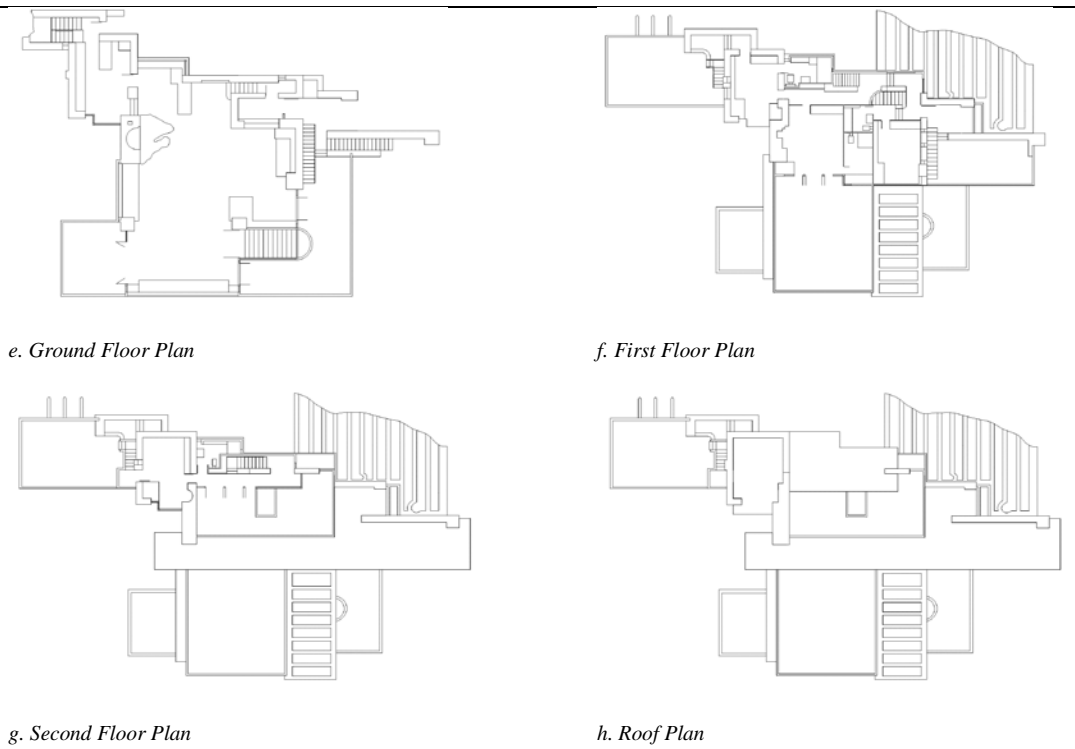 e. Ground Floor Plan
f. First Floor Plan
g. Second Floor Plan
h. Roof Plan